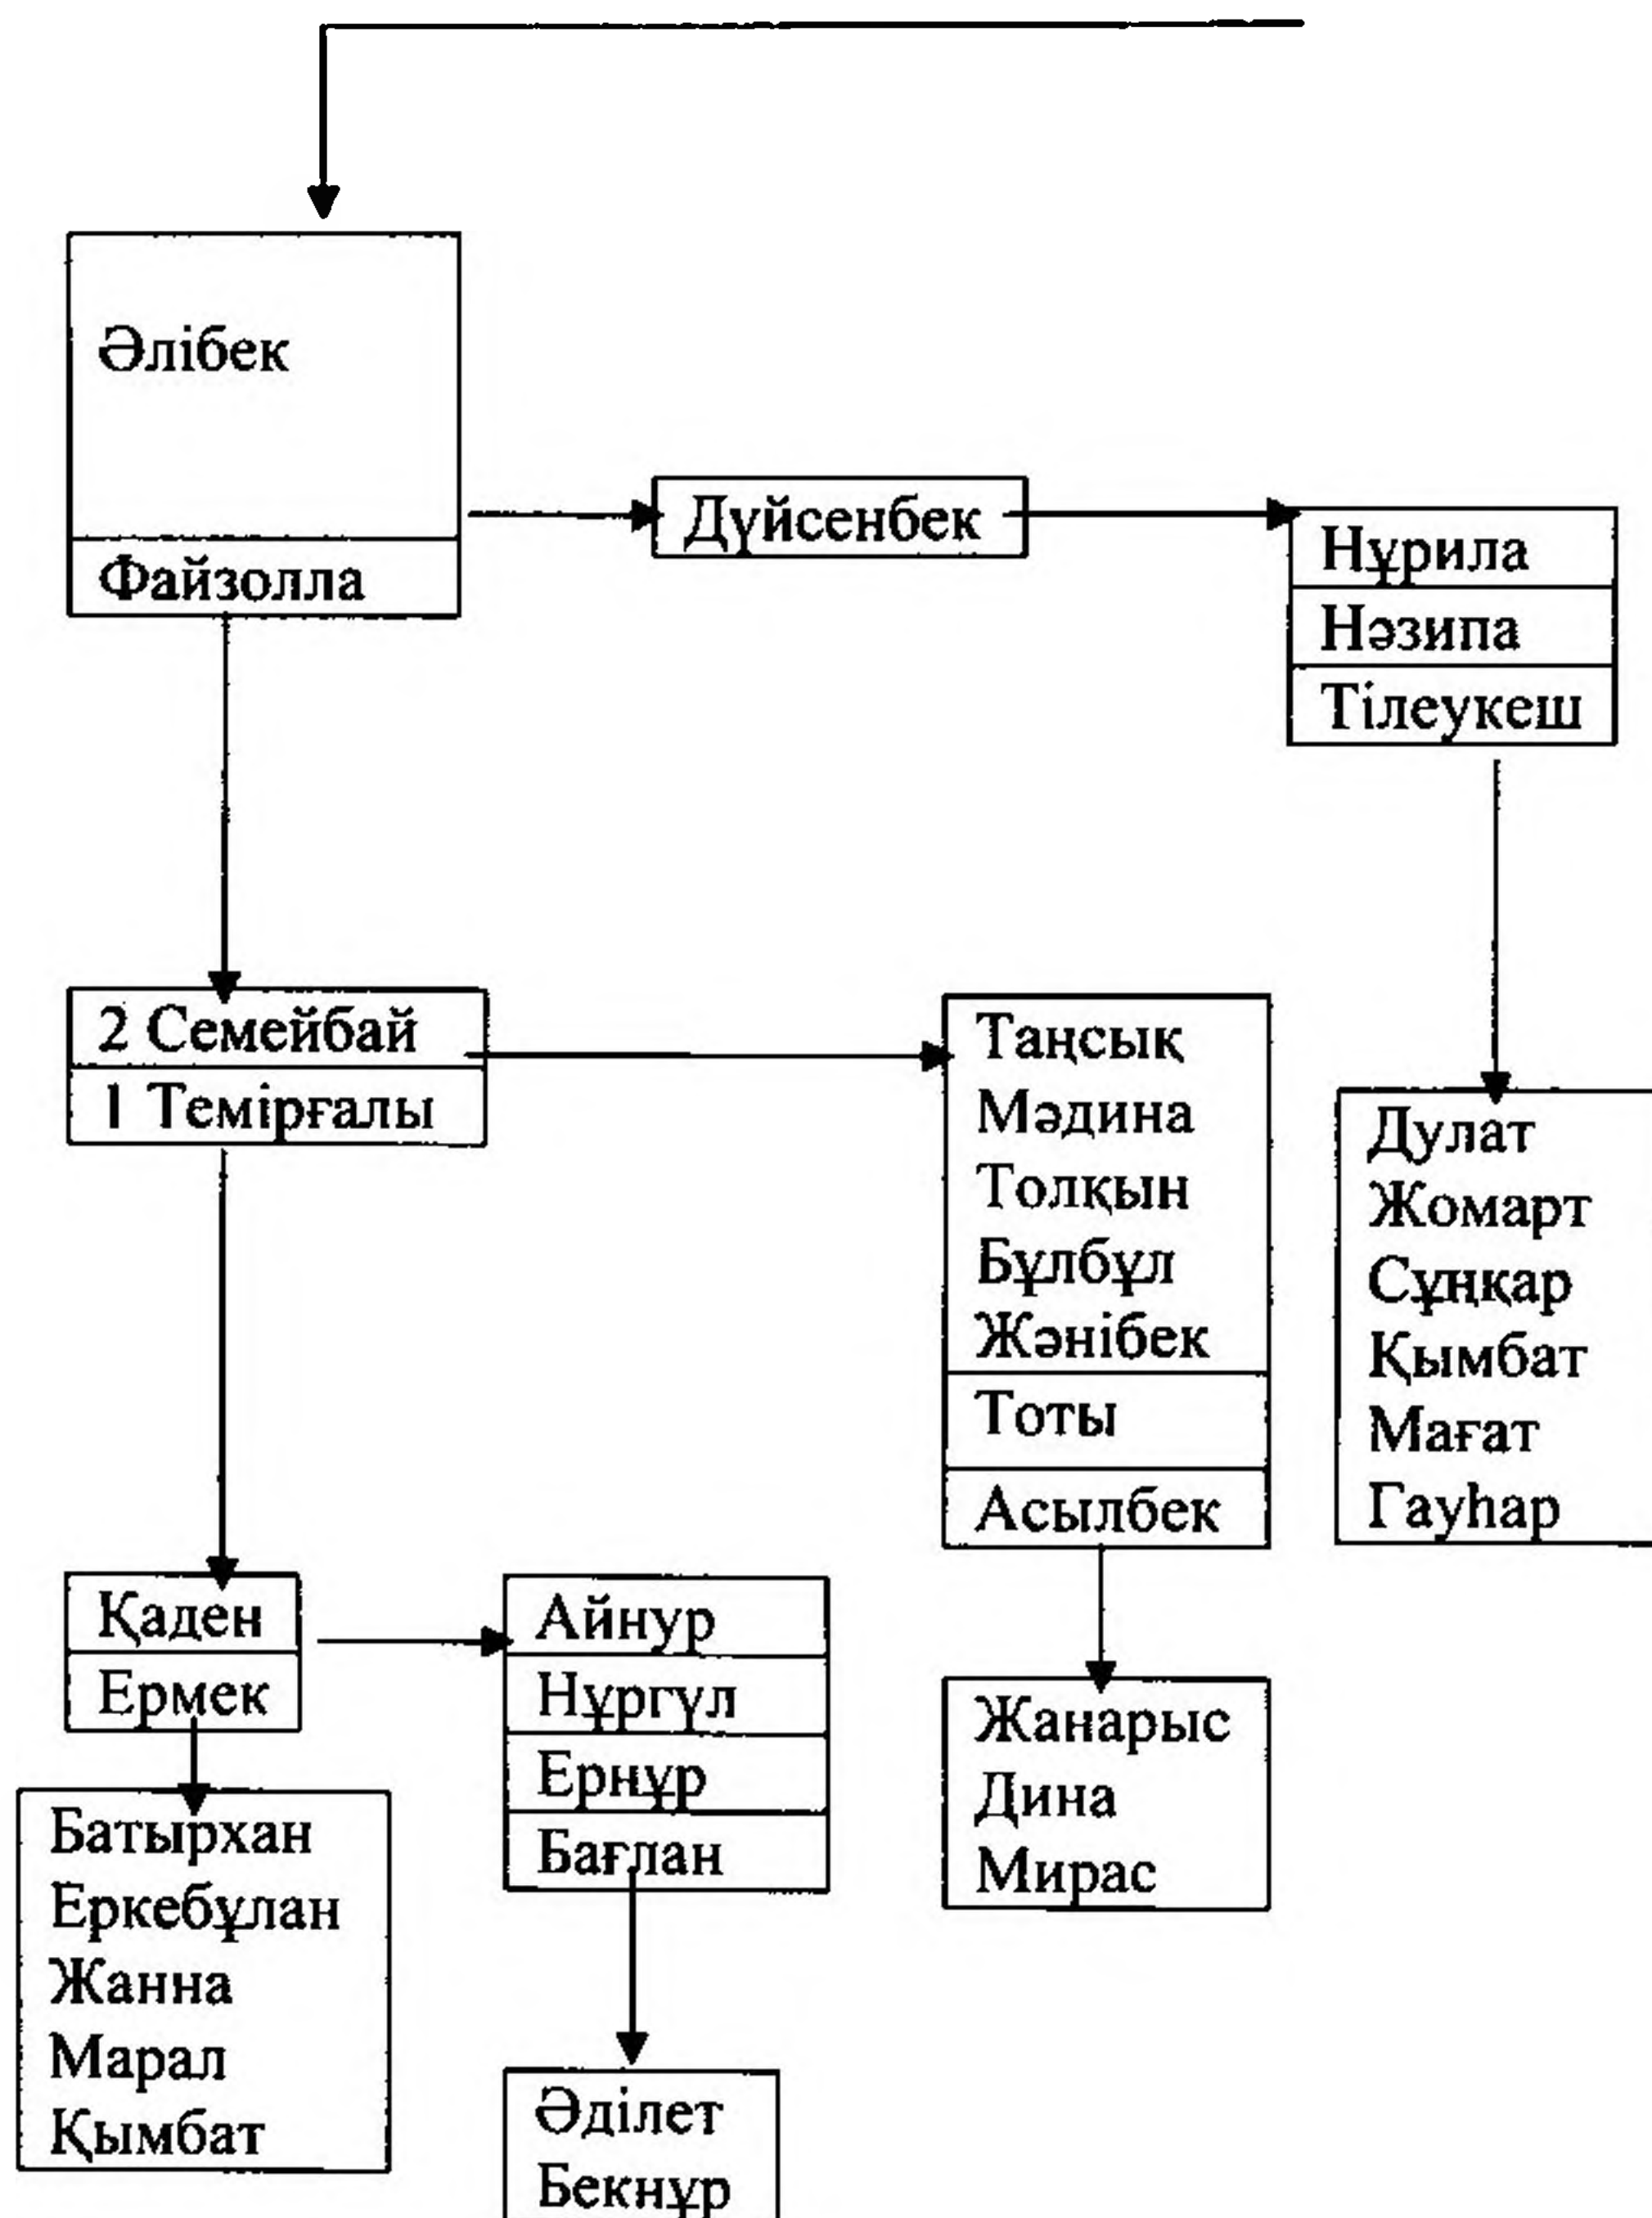 Әлібек
Файзолла
Дүйсенбек
Нұрила
Нәзипа
Тілеукеш
2 Семейбай
1 Темірғалы
Таңсық
Мәдина
Толқын
Бұлбұл
Жәнібек
Тоты
Асылбек
Дулат
Жомарт
Сұңқар
Қымбат
Мағат
Гауһар
Қаден
Ермек
Айнур
Нұргүл
Ернұр
Бағлан
Жанарыс
Дина
Мирас
Батырхан
Еркебұлан
Жанна
Марал
Қымбат
Әділет
Бекнұр